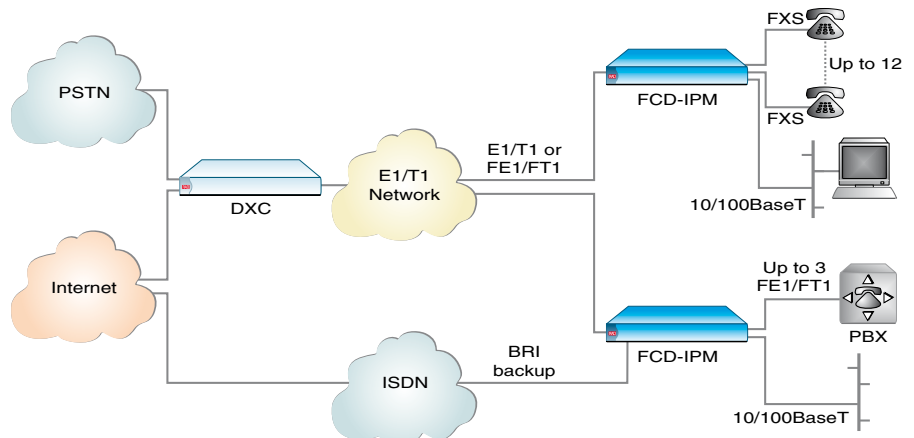 FXS
Up to 12
FXS
PSTN
FCD-IPM
E1/T1 or
FE1/FT1
E1/T1
Network
DXC
10/100BaseT
Internet
Up to 3
FE1/FT1
PBX
FCD-IPM
BRI
backup
ISDN
10/100BaseT